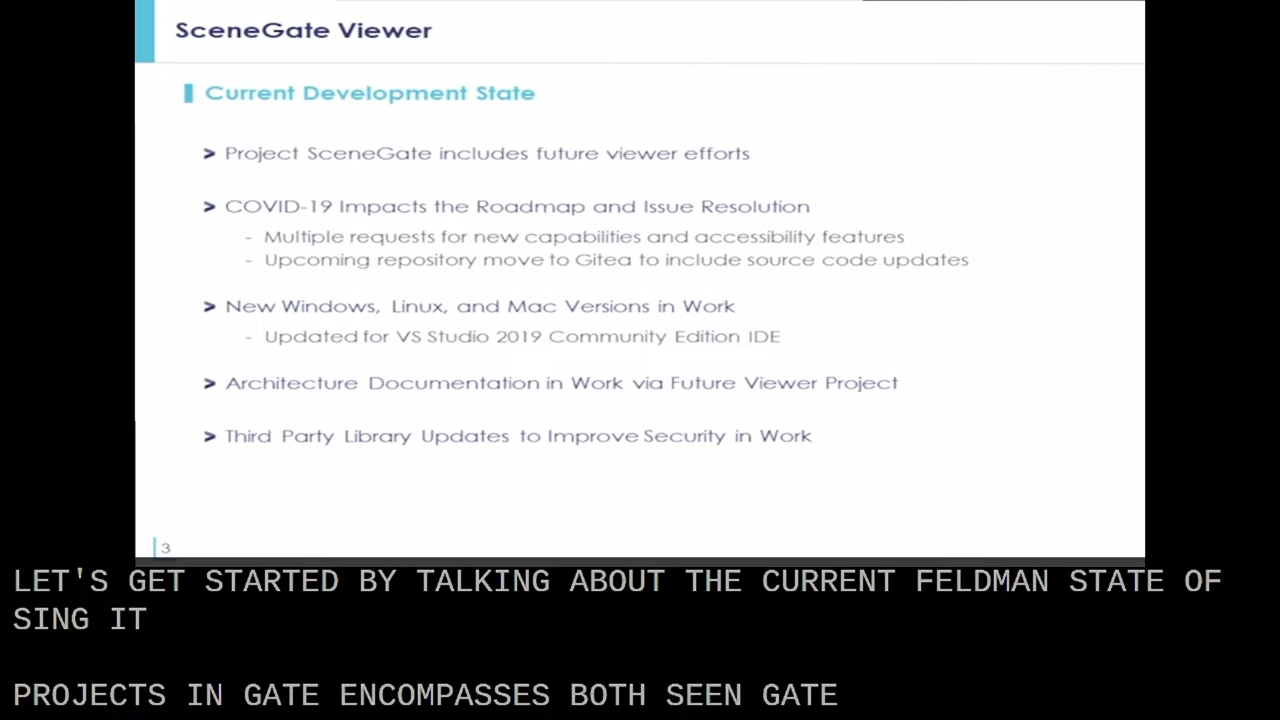 SceneGate Viewer
Current Development State
> Project SceneGate includes future viewer efforts
> COVID-19 Impacts the Roadmap and Issue Resolution
- Multiple requests for new capabilities and accessibility features
- Upcoming repository move to Gitea to include source code updates
> New Windows, Linux, and Mac Versions in Work
- Updated for VS Studio 2019 Community Edition IDE
> Architecture Documentation in Work via Future Viewer Project
> Third Party Library Updates to Improve Security in Work
3
LET'S GET STARTED BY TALKING ABOUT THE CURRENT FELDMAN STATE OF
SING IT
PROJECTS IN GATE ENCOMPASSES BOTH SEEN GATE